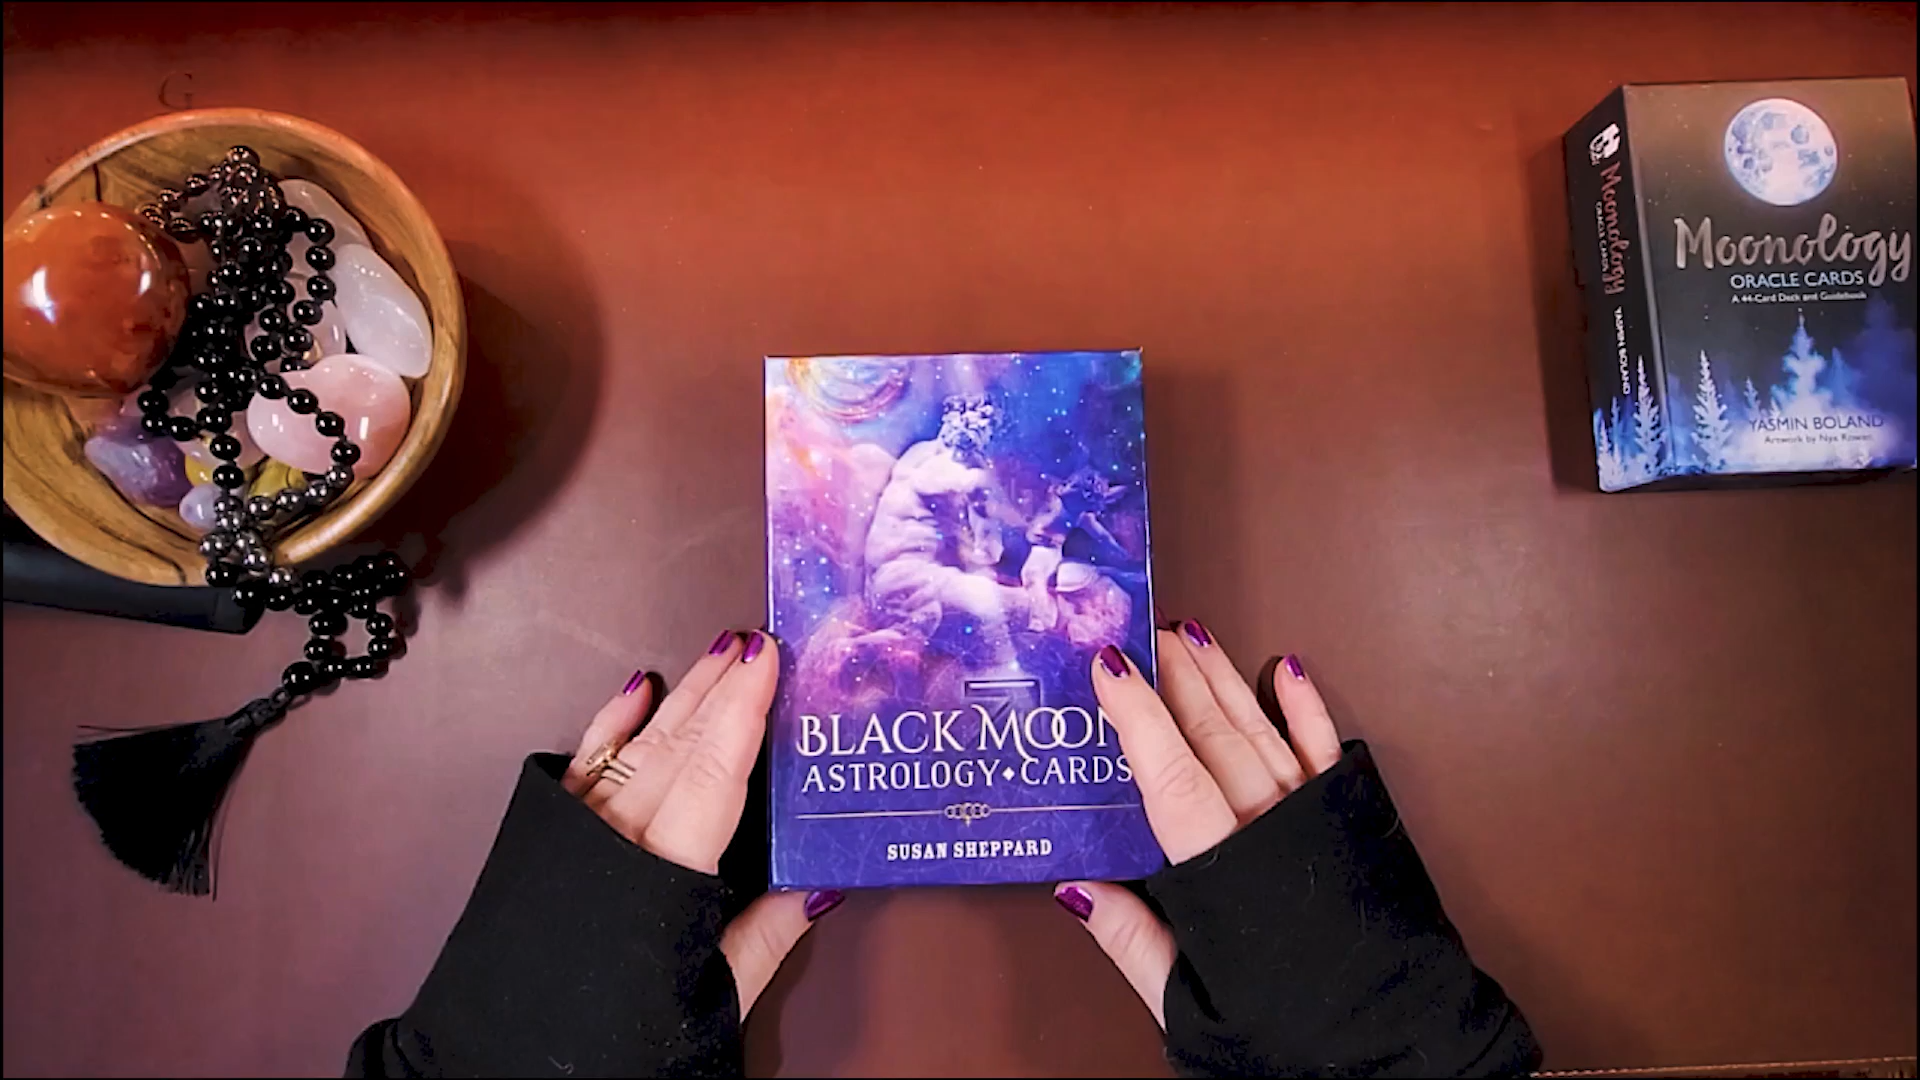 G
Moonology
ORACLE CARDS
A 44-Card Deck and Guidebook
YASMIN BOLAND
Artwork by Nyx Rowan
Moonology
ORACLE CARDS
YASMIN BOLAND
BLACK MOON
ASTROLOGY CARDS
SUSAN SHEPPARD